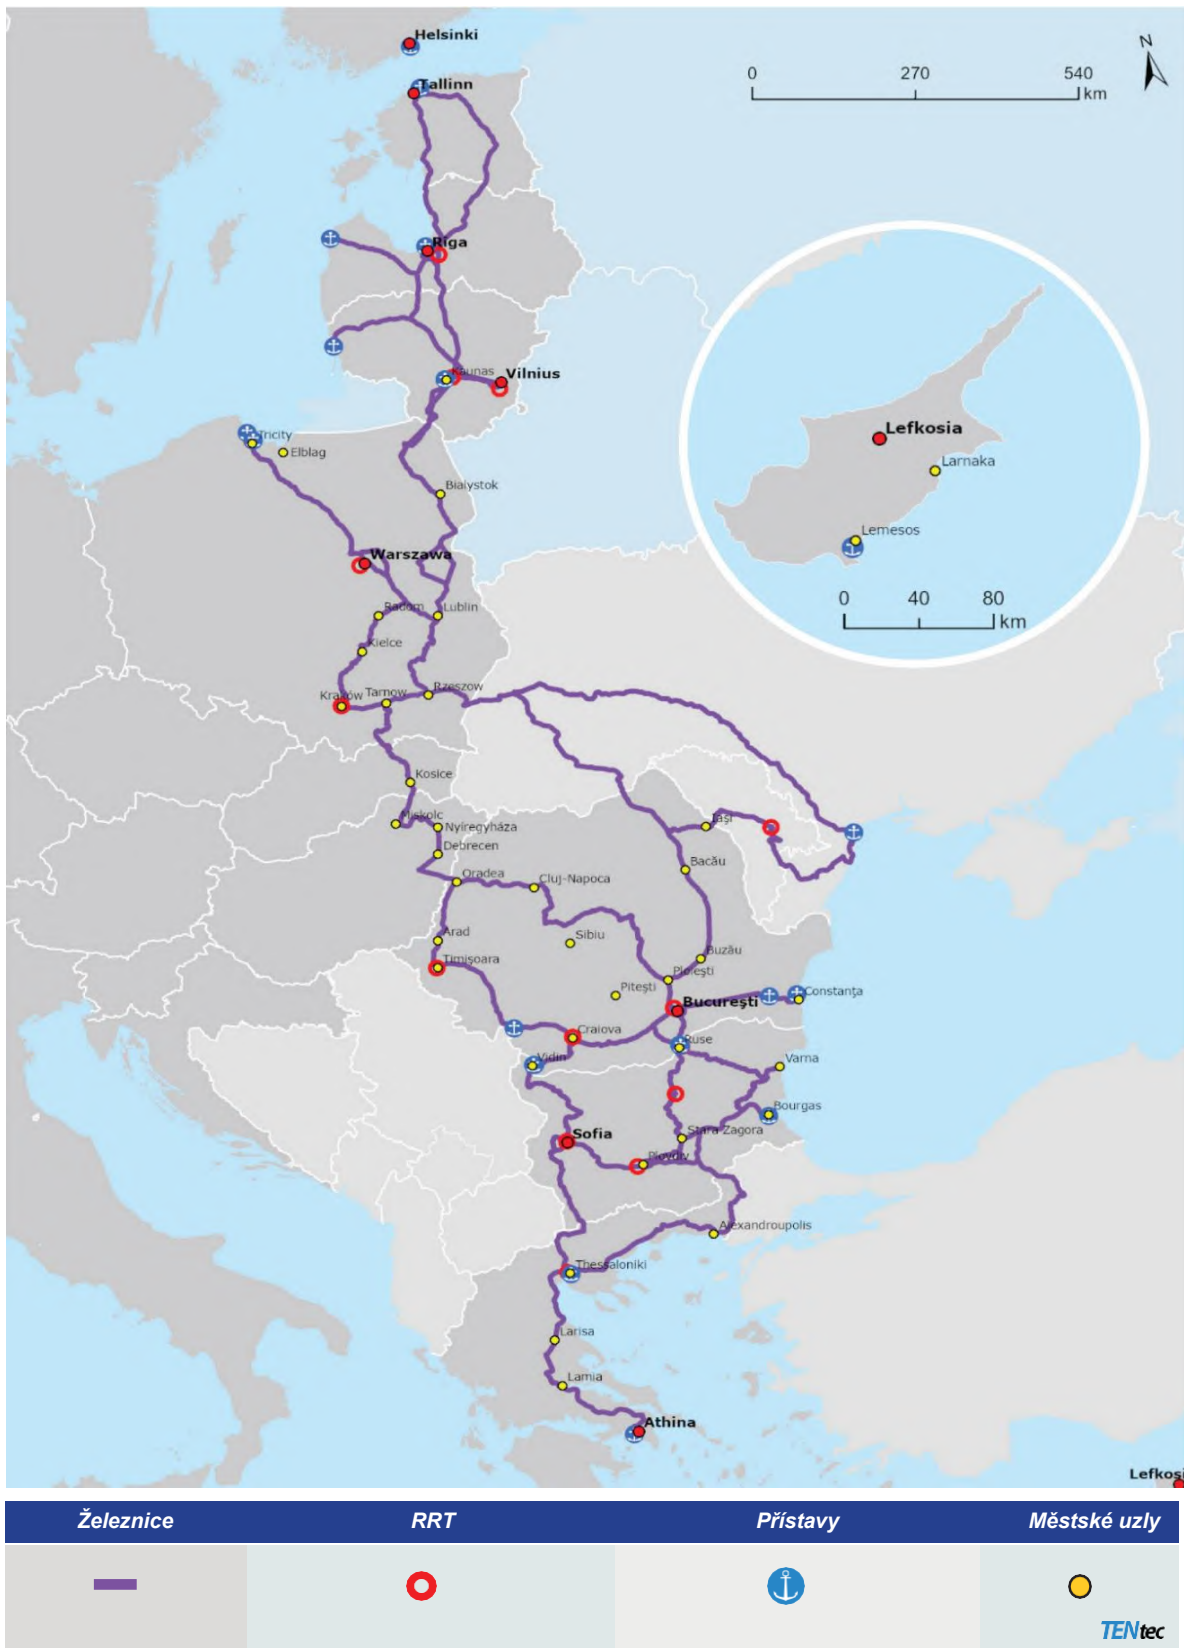 Helsinki
N
0 270 540
km
Tallinn
Riga
Kaunas
Vilnius
Tricity
Elblag
Lefkosia
Larnaka
Bialystok
Lemesos
Warszawa
0 40 80
km
Radom
Lublin
Kielce
Kraków
Tarnow
Rzeszow
Kosice
Miskolc
Nyíregyháza
Iaşi
Debrecen
Bacău
Oradea
Cluj-Napoca
Arad
Sibiu
Buzău
Timişoara
Ploieşti
Piteşti
Constanţa
Bucureşti
Craiova
Ruse
Vidin
Varna
Bourgas
Sofia
Stara Zagora
Plovdiv
Alexandroupolis
Thessaloniki
Larisa
Lamia
Athina
Lefkosi
Železnice RRT Přístavy Městské uzly
TENtec